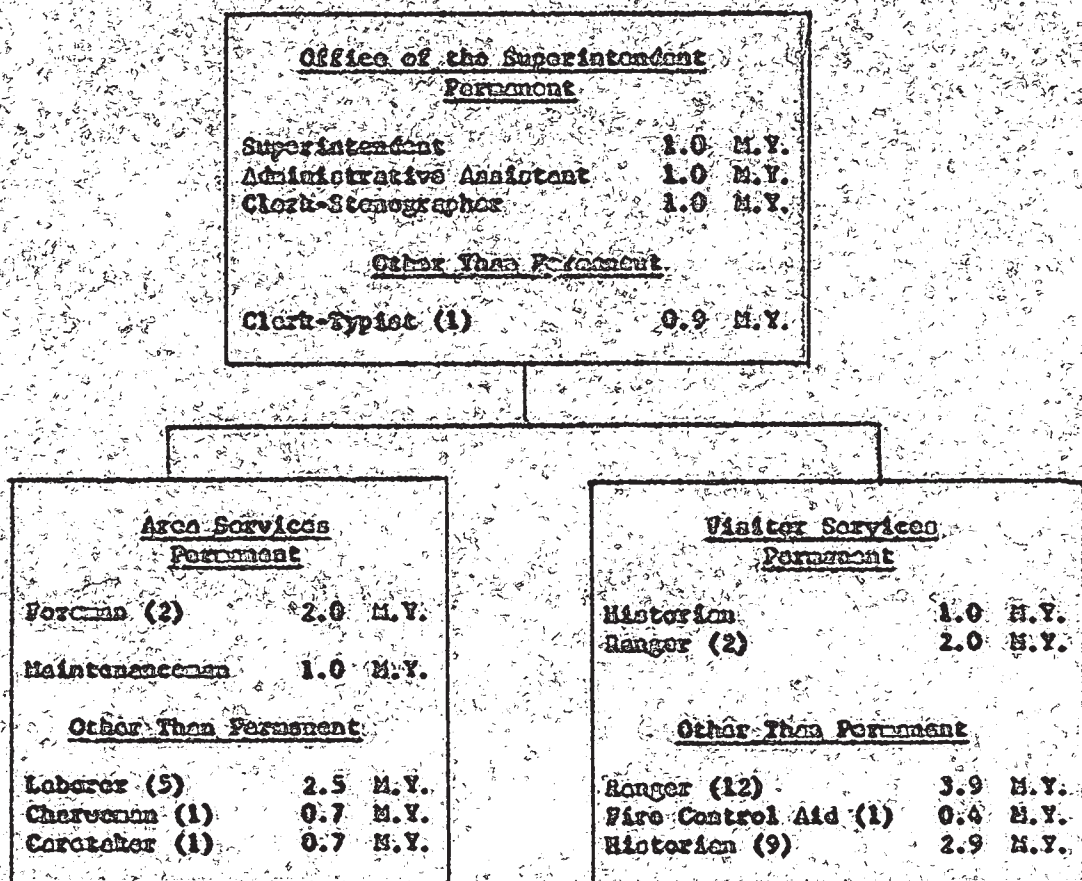 Office of the Superintendent
Permanent
Superintendent 1.0 M.Y.
Administrative Assistant 1.0 M.Y.
Clerk-Stenographer 1.0 M.Y.
Other Than Permanent
Clerk-Typist (1) 0.9 M.Y.
Area Services
Permanent
Foreman (2) 2.0 M.Y.
Maintenanceman 1.0 M.Y.
Other Than Permanent
Laborer (5) 2.5 M.Y.
Charwoman (1) 0.7 M.Y.
Caretaker (1) 0.7 M.Y.
Visitor Services
Permanent
Historian 1.0 M.Y.
Ranger (2) 2.0 M.Y.
Other Than Permanent
Ranger (12) 3.9 M.Y.
Fire Control Aid (1) 0.4 M.Y.
Historian (9) 2.9 M.Y.